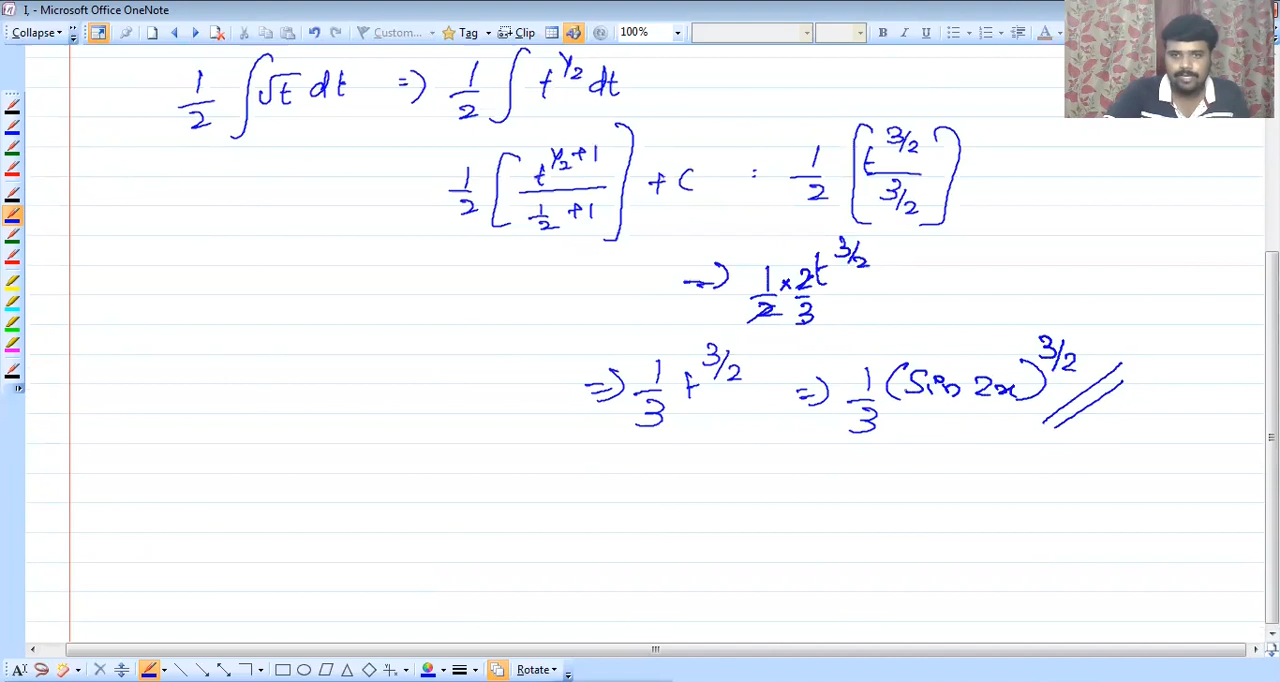 I, - Microsoft Office OneNote
Collapse 100% Custom... Tag Clip B I U A
1/2 ∫√t dt => 1/2 ∫ t^1/2 dt
1/2 [t^1/2+1 / 1/2+1] + C : 1/2 [t^3/2 / 3/2]
=> 1/2 × 2/3 t^3/2
=> 1/3 t^3/2 => 1/3 (Sin 2x)^3/2 //
Rotate